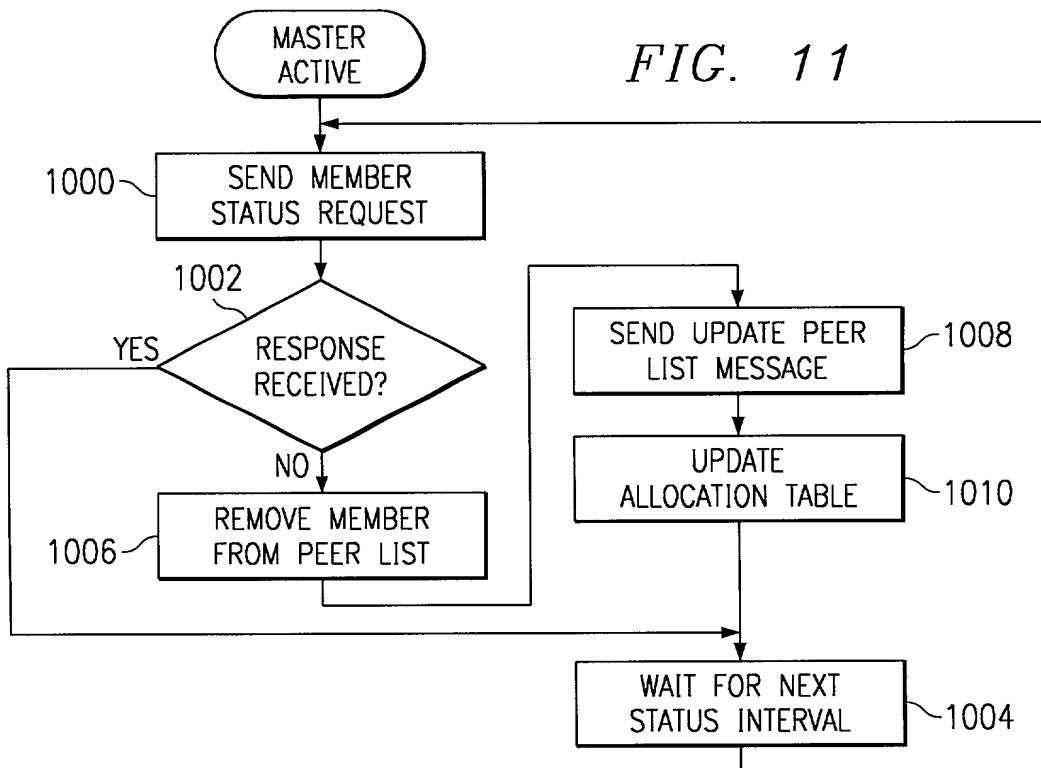 MASTER
ACTIVE
FIG. 11
1000
SEND MEMBER
STATUS REQUEST
1002
YES
RESPONSE
RECEIVED?
NO
1006
REMOVE MEMBER
FROM PEER LIST
SEND UPDATE PEER
LIST MESSAGE
1008
UPDATE
ALLOCATION TABLE
1010
WAIT FOR NEXT
STATUS INTERVAL
1004